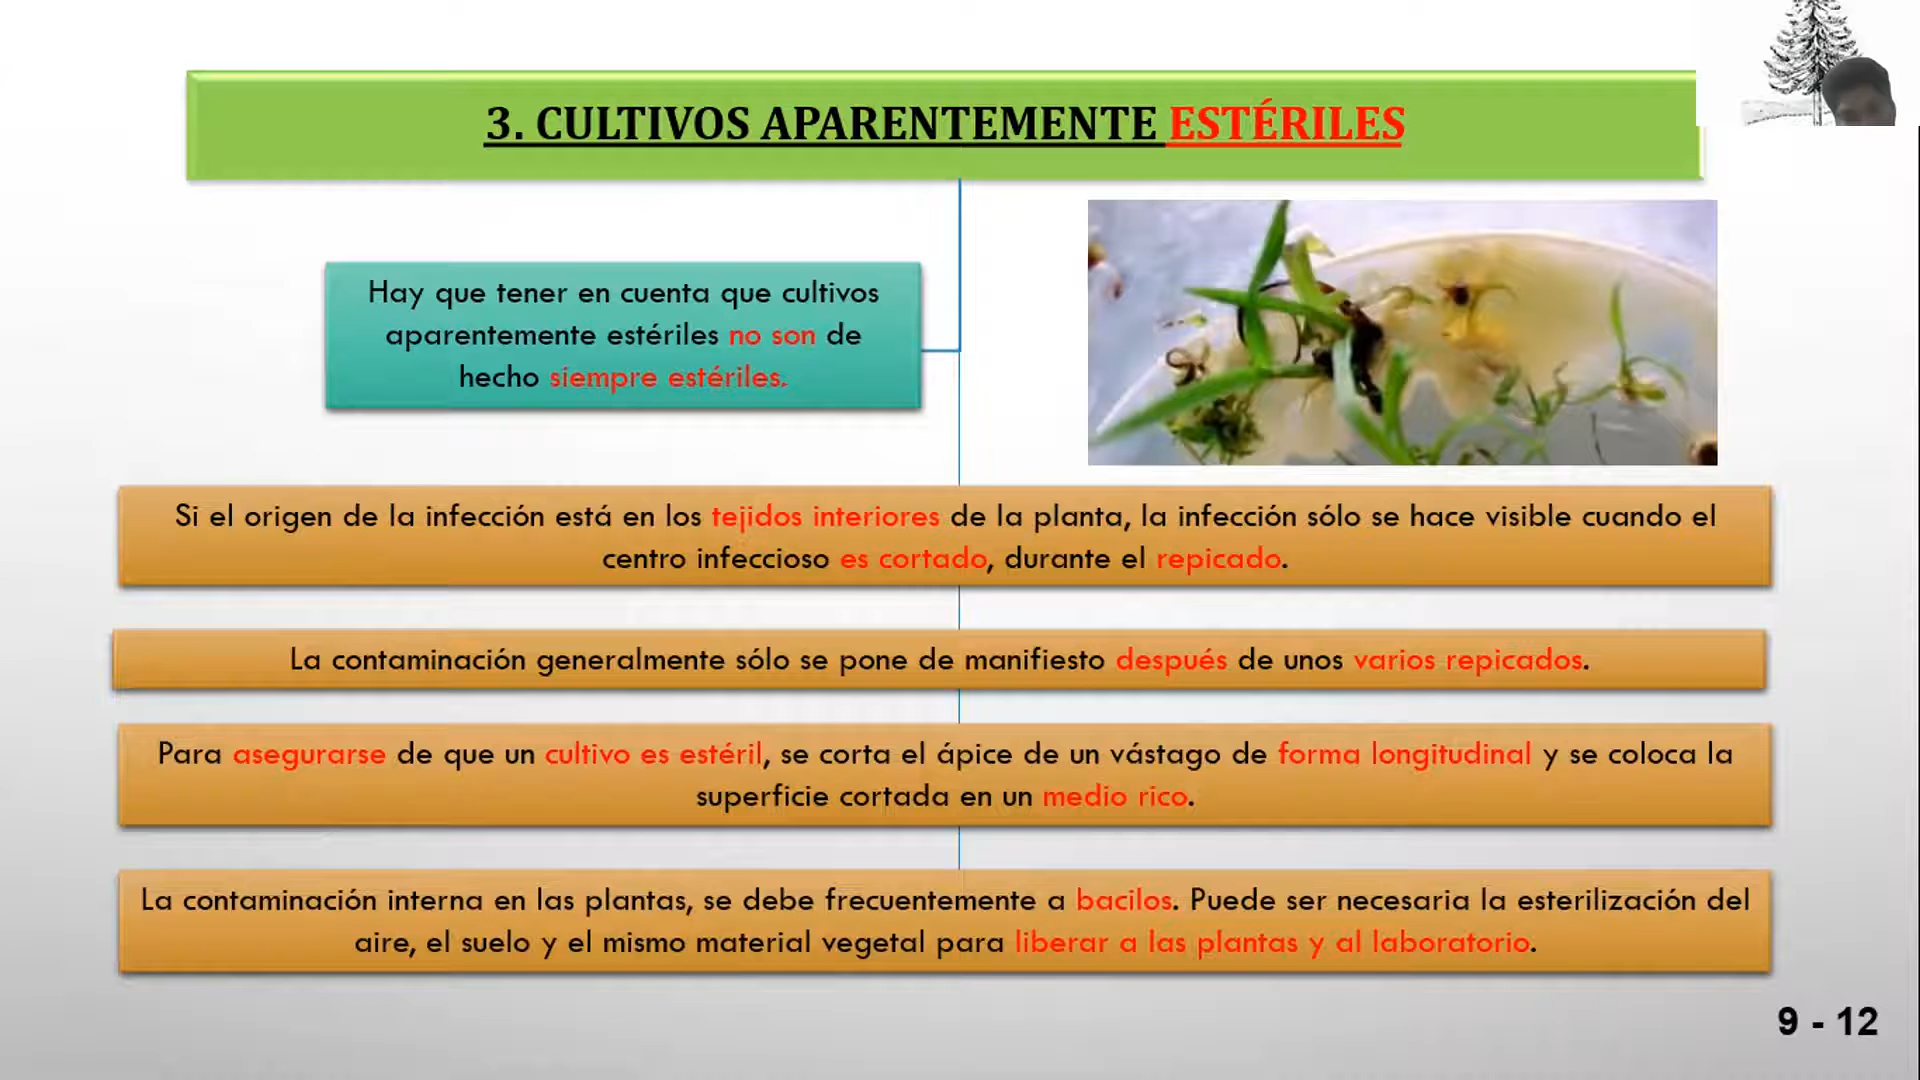 3. CULTIVOS APARENTEMENTE ESTÉRILES
Hay que tener en cuenta que cultivos
aparentemente estériles no son de
hecho siempre estériles.
Si el origen de la infección está en los tejidos interiores de la planta, la infección sólo se hace visible cuando el
centro infeccioso es cortado, durante el repicado.
La contaminación generalmente sólo se pone de manifiesto después de unos varios repicados.
Para asegurarse de que un cultivo es estéril, se corta el ápice de un vástago de forma longitudinal y se coloca la
superficie cortada en un medio rico.
La contaminación interna en las plantas, se debe frecuentemente a bacilos. Puede ser necesaria la esterilización del
aire, el suelo y el mismo material vegetal para liberar a las plantas y al laboratorio.
9 - 12